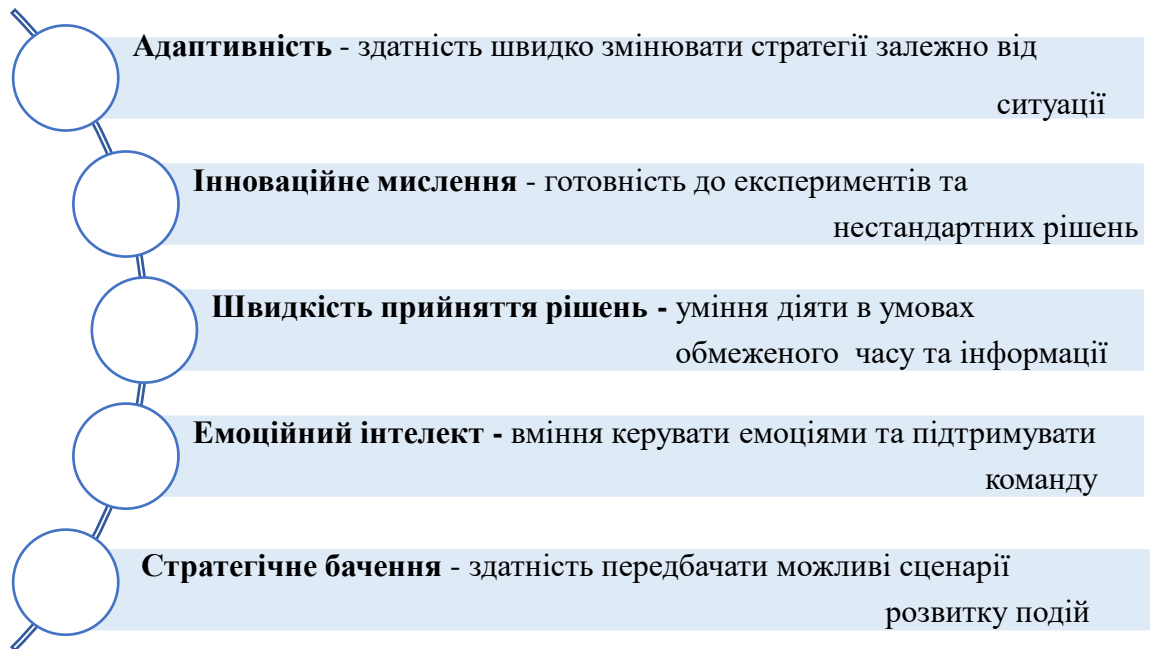 Адаптивність - здатність швидко змінювати стратегії залежно від
ситуації
Інноваційне мислення - готовність до експериментів та
нестандартних рішень
Швидкість прийняття рішень - уміння діяти в умовах
обмеженого  часу та інформації
Емоційний інтелект - вміння керувати емоціями та підтримувати
команду
Стратегічне бачення - здатність передбачати можливі сценарії
розвитку подій